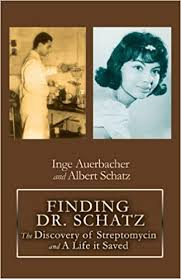 Inge Auerbacher
and Albert Schatz
FINDING
DR. SCHATZ
The Discovery of Streptomycin
and A Life it Saved